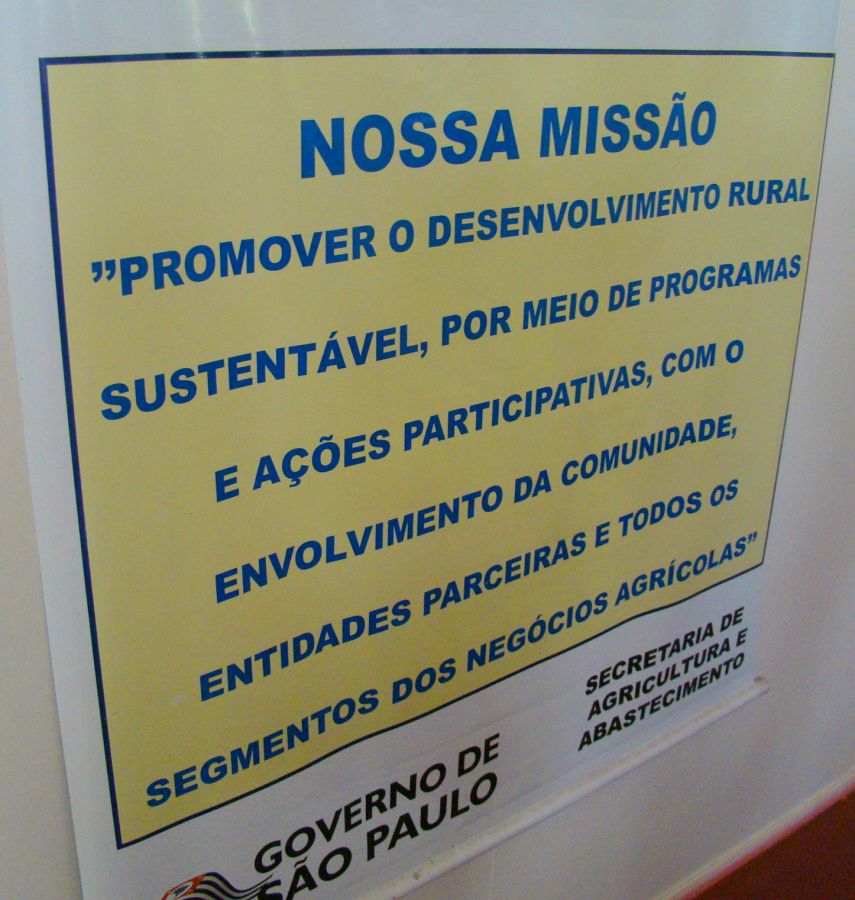 NOSSA MISSÃO
”PROMOVER O DESENVOLVIMENTO RURAL
SUSTENTÁVEL, POR MEIO DE PROGRAMAS
E AÇÕES PARTICIPATIVAS, COM O
ENVOLVIMENTO DA COMUNIDADE,
ENTIDADES PARCEIRAS E TODOS OS
SEGMENTOS DOS NEGÓCIOS AGRÍCOLAS”
SECRETARIA DE
AGRICULTURA E
ABASTECIMENTO
GOVERNO DE
SÃO PAULO